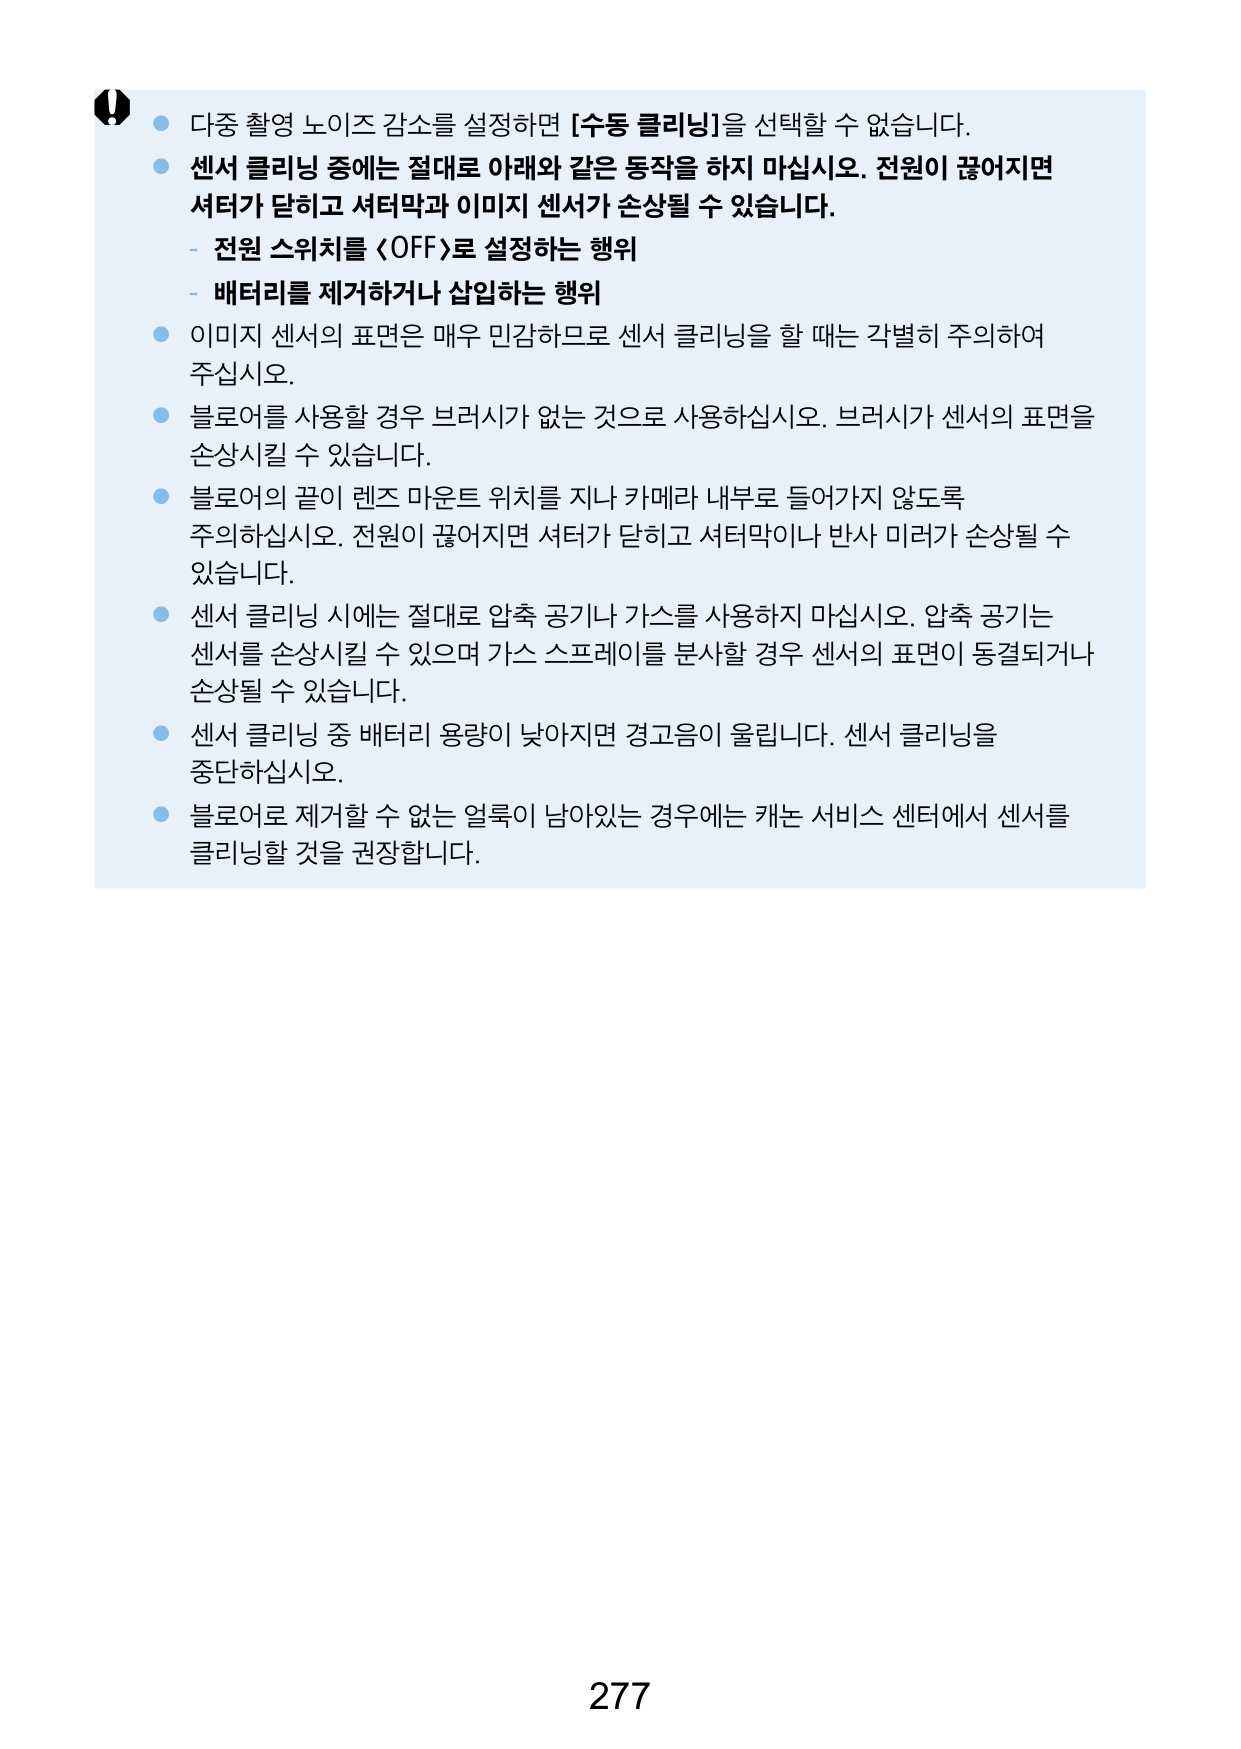 ● 다중 촬영 노이즈 감소를 설정하면 [수동 클리닝]을 선택할 수 없습니다.
● 센서 클리닝 중에는 절대로 아래와 같은 동작을 하지 마십시오. 전원이 끊어지면
셔터가 닫히고 셔터막과 이미지 센서가 손상될 수 있습니다.
- 전원 스위치를 <OFF>로 설정하는 행위
- 배터리를 제거하거나 삽입하는 행위
● 이미지 센서의 표면은 매우 민감하므로 센서 클리닝을 할 때는 각별히 주의하여
주십시오.
● 블로어를 사용할 경우 브러시가 없는 것으로 사용하십시오. 브러시가 센서의 표면을
손상시킬 수 있습니다.
● 블로어의 끝이 렌즈 마운트 위치를 지나 카메라 내부로 들어가지 않도록
주의하십시오. 전원이 끊어지면 셔터가 닫히고 셔터막이나 반사 미러가 손상될 수
있습니다.
● 센서 클리닝 시에는 절대로 압축 공기나 가스를 사용하지 마십시오. 압축 공기는
센서를 손상시킬 수 있으며 가스 스프레이를 분사할 경우 센서의 표면이 동결되거나
손상될 수 있습니다.
● 센서 클리닝 중 배터리 용량이 낮아지면 경고음이 울립니다. 센서 클리닝을
중단하십시오.
● 블로어로 제거할 수 없는 얼룩이 남아있는 경우에는 캐논 서비스 센터에서 센서를
클리닝할 것을 권장합니다.
277